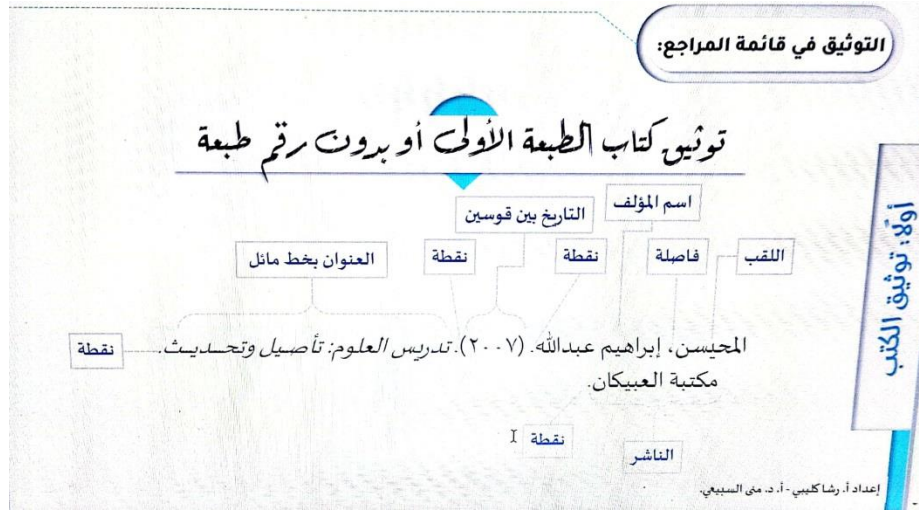 التوثيق في قائمة المراجع:
توثيق كتاب الطبعة الأولى أو بدون رقم طبعة
أولًا: توثيق الكتب
اسم المؤلف
التاريخ بين قوسين
اللقب
فاصلة
نقطة
نقطة
العنوان بخط مائل
المحيسن، إبراهيم عبدالله. (٢٠٠٧). تدريس العلوم: تأصيل وتحديث.
نقطة
مكتبة العبيكان.
نقطة
الناشر
إعداد أ. رشا كليبي - أ. د. منى السبيعي.